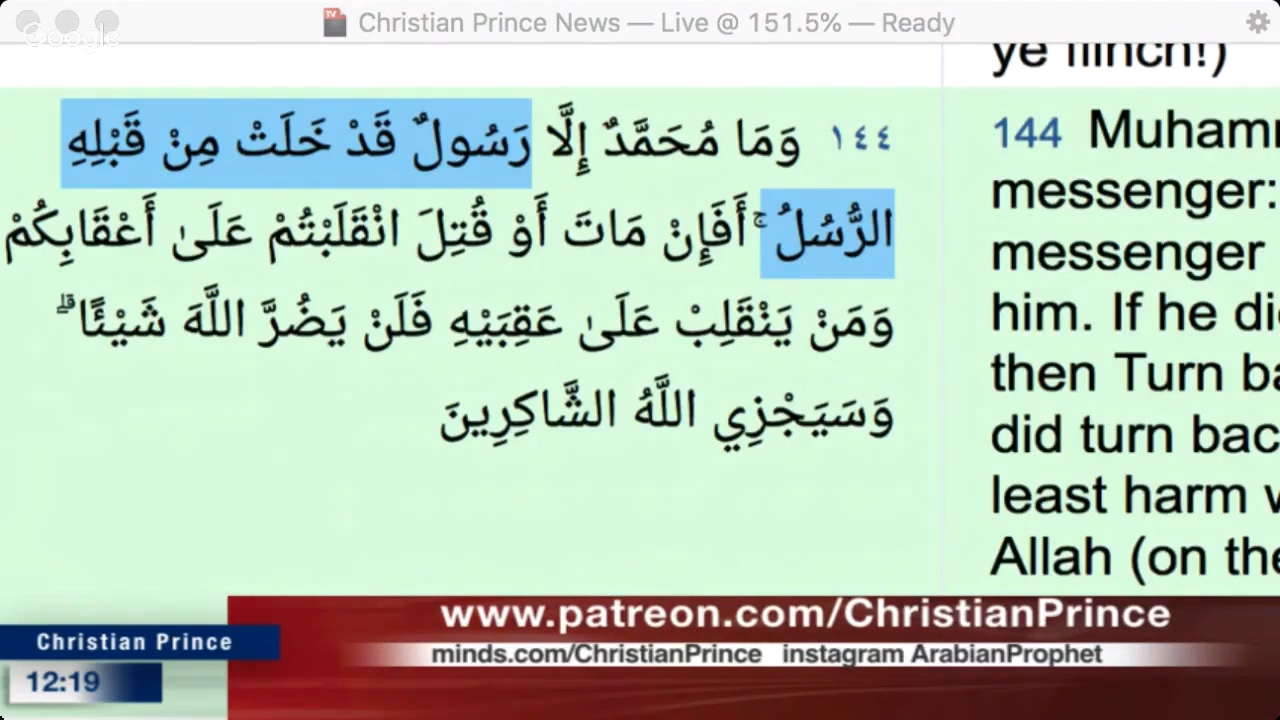 Christian Prince News — Live @ 151.5% — Ready
Google
ye flinch!)
١٤٤ وَمَا مُحَمَّدٌ إِلَّا رَسُولٌ قَدْ خَلَتْ مِنْ قَبْلِهِ
الرُّسُلُ ۚ أَفَإِنْ مَاتَ أَوْ قُتِلَ انْقَلَبْتُمْ عَلَىٰ أَعْقَابِكُمْ
وَمَنْ يَنْقَلِبْ عَلَىٰ عَقِبَيْهِ فَلَنْ يَضُرَّ اللَّهَ شَيْئًا ۗ
وَسَيَجْزِي اللَّهُ الشَّاكِرِينَ
144 Muham
messenger:
messenger
him. If he di
then Turn ba
did turn bac
least harm
Allah (on the
www.patreon.com/ChristianPrince
minds.com/ChristianPrince instagram ArabianProphet
Christian Prince
12:19